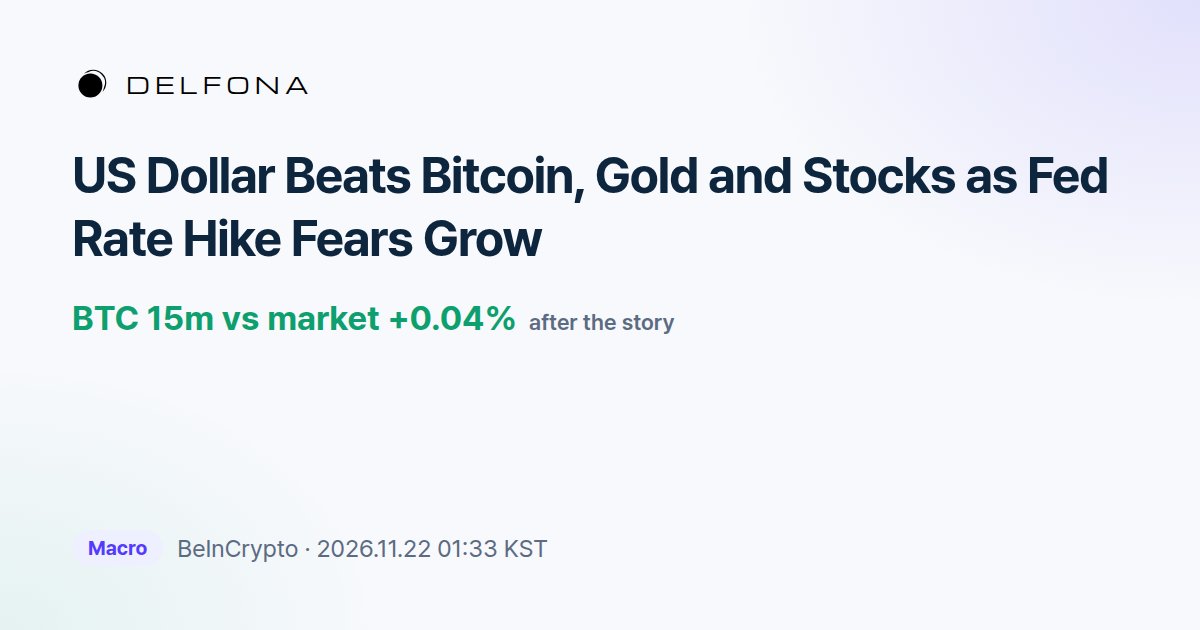 DELFONA
US Dollar Beats Bitcoin, Gold and Stocks as Fed
Rate Hike Fears Grow
BTC 15m vs market +0.04% after the story
Macro BeInCrypto · 2026.11.22 01:33 KST